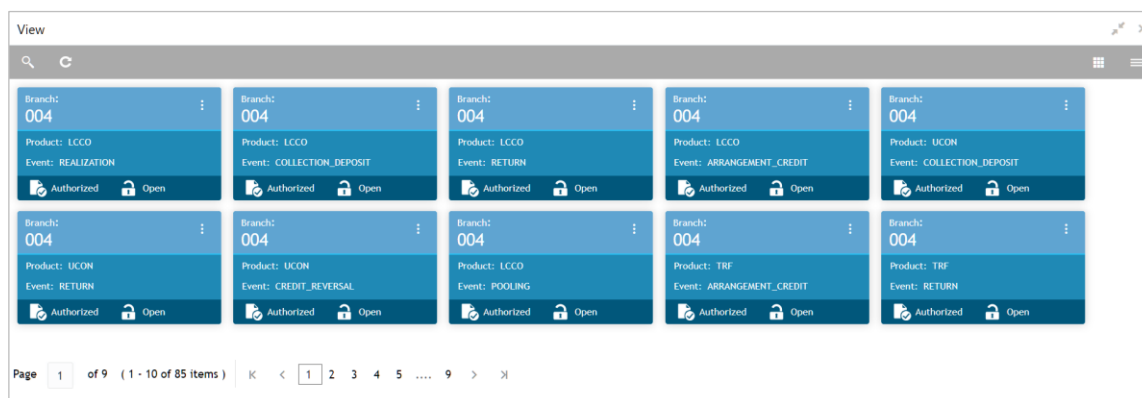 View
Branch: Branch: Branch: Branch: Branch:
004 004 004 004 004
Product: LCCO Product: LCCO Product: LCCO Product: LCCO Product: UCON
Event: REALIZATION Event: COLLECTION_DEPOSIT Event: RETURN Event: ARRANGEMENT_CREDIT Event: COLLECTION_DEPOSIT
Authorized Open Authorized Open Authorized Open Authorized Open Authorized Open
Branch: Branch: Branch: Branch: Branch:
004 004 004 004 004
Product: UCON Product: UCON Product: LCCO Product: TRF Product: TRF
Event: RETURN Event: CREDIT_REVERSAL Event: POOLING Event: ARRANGEMENT_CREDIT Event: RETURN
Authorized Open Authorized Open Authorized Open Authorized Open Authorized Open
Page 1 of 9 ( 1 - 10 of 85 items ) 1 2 3 4 5 .... 9